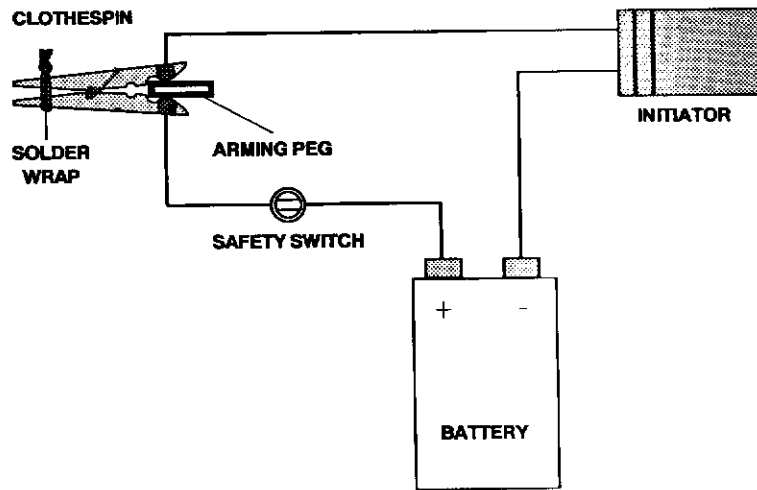 CLOTHESPIN
INITIATOR
SOLDER
WRAP
ARMING PEG
SAFETY SWITCH
+ -
BATTERY